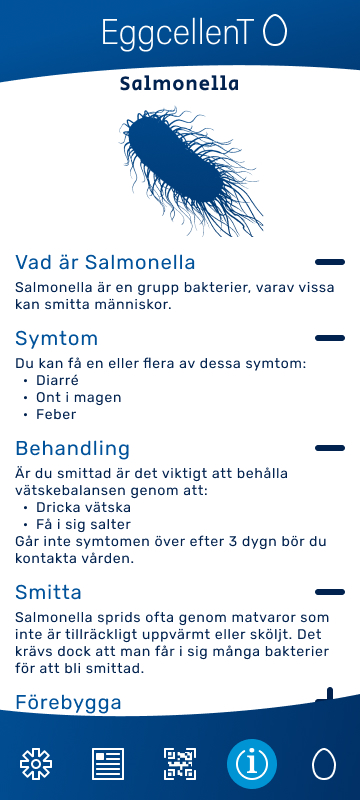 EggcellenT
Salmonella
Vad är Salmonella
Salmonella är en grupp bakterier, varav vissa
kan smitta människor.
Symtom
Du kan få en eller flera av dessa symtom:
• Diarré
• Ont i magen
• Feber
Behandling
Är du smittad är det viktigt att behålla
vätskebalansen genom att:
• Dricka vätska
• Få i sig salter
Går inte symtomen över efter 3 dygn bör du
kontakta vården.
Smitta
Salmonella sprids ofta genom matvaror som
inte är tillräckligt uppvärmt eller sköljt. Det
krävs dock att man får i sig många bakterier
för att bli smittad.
Förebygga